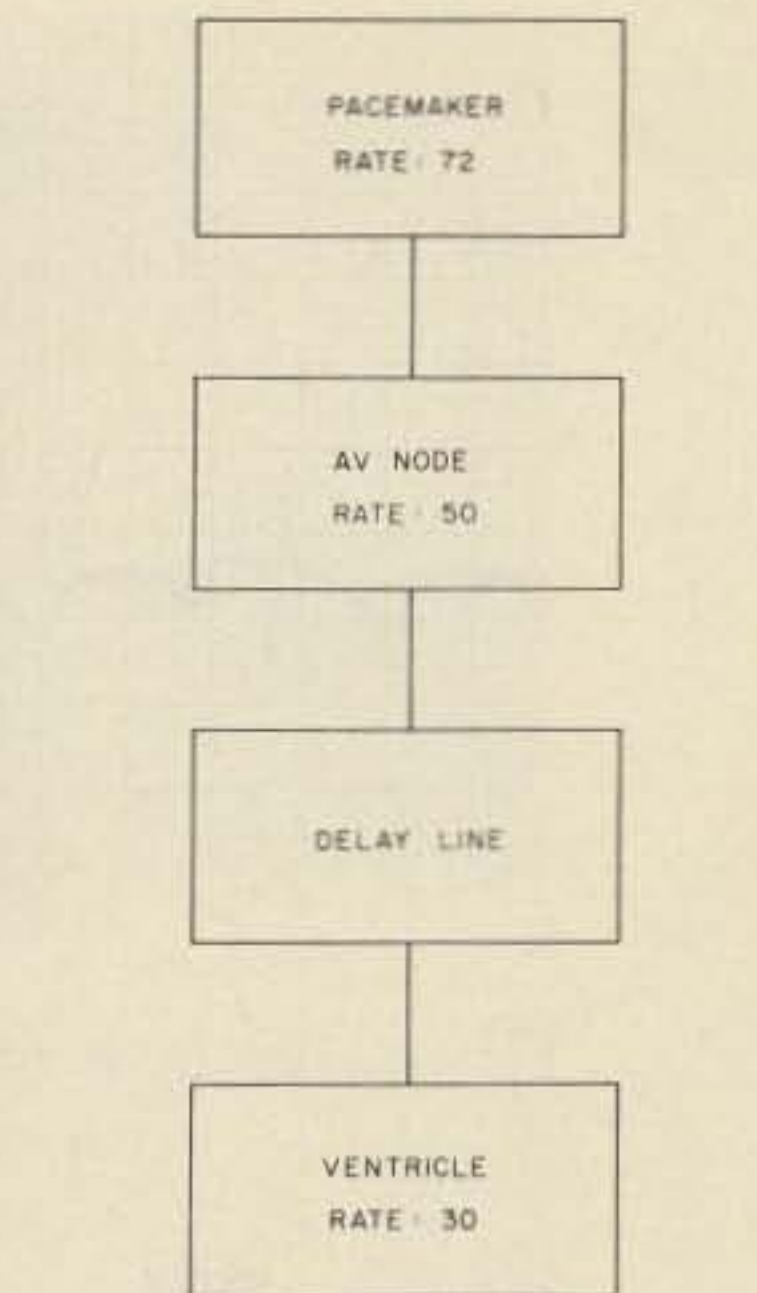 PACEMAKER
RATE: 72
AV NODE
RATE: 50
DELAY LINE
VENTRICLE
RATE: 30